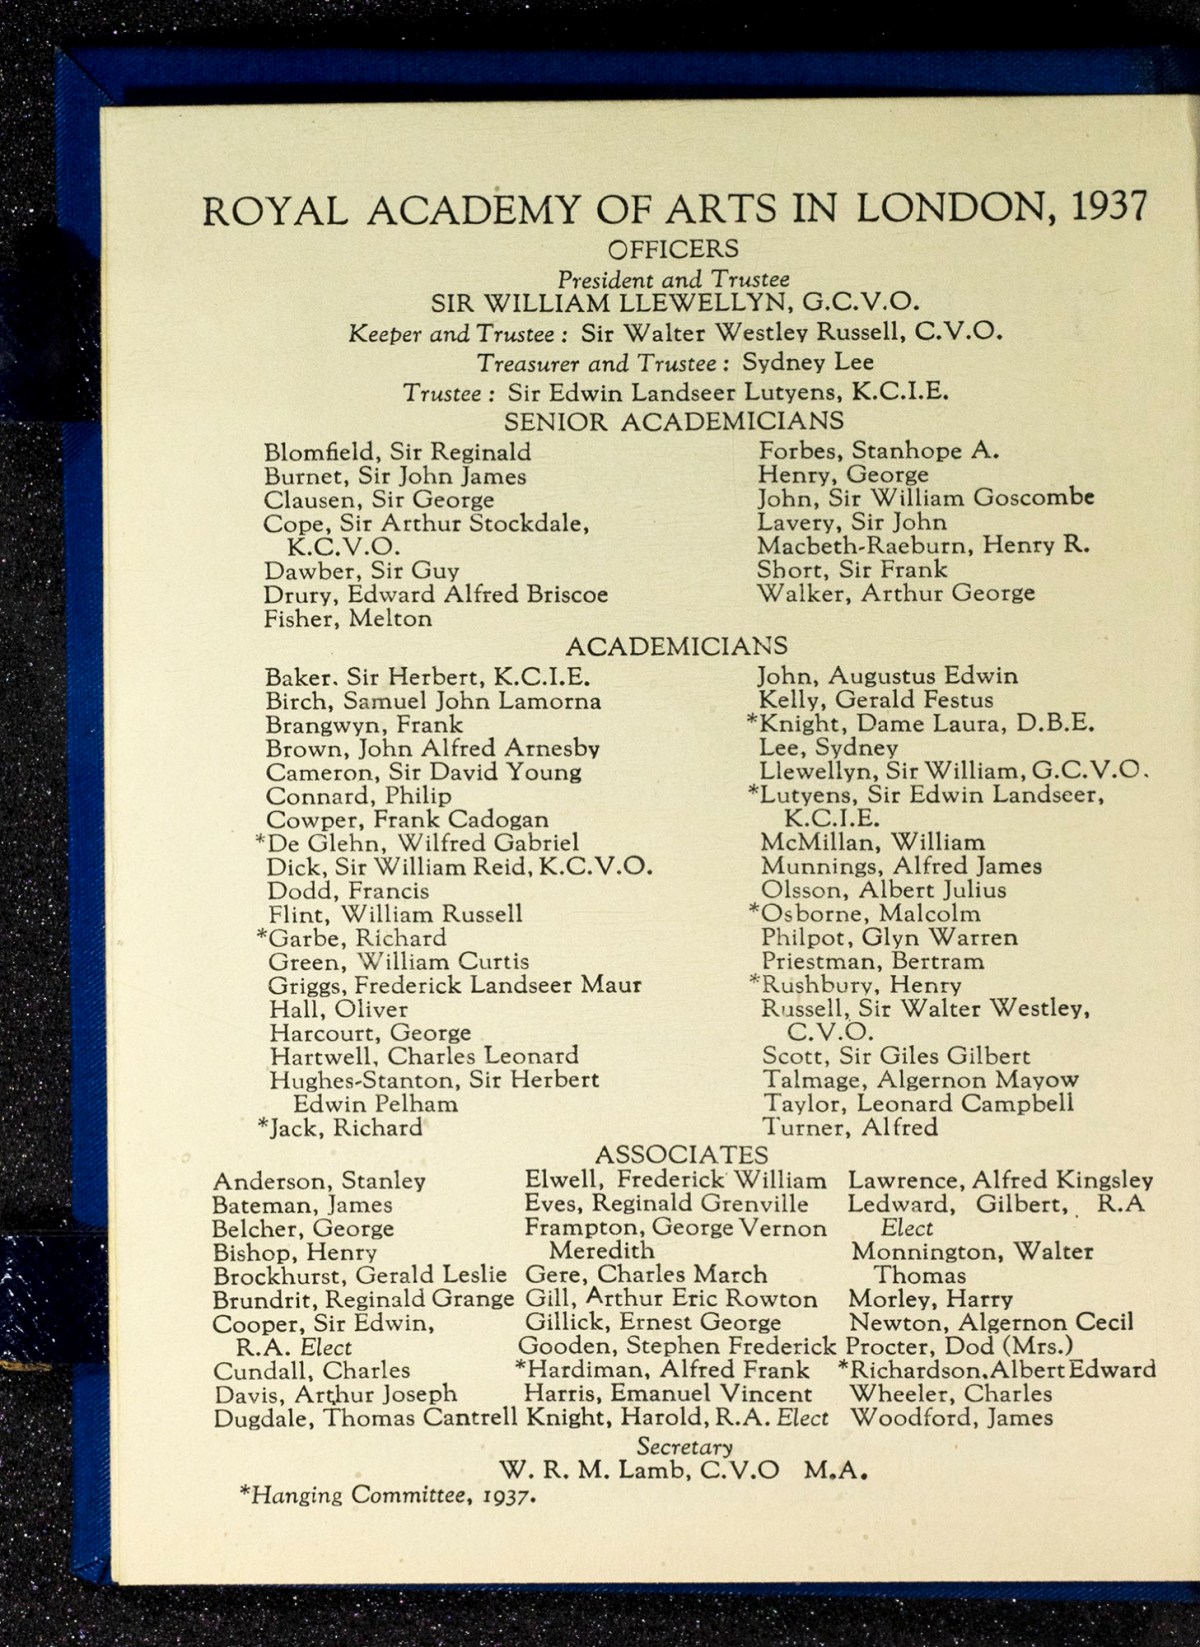 ROYAL ACADEMY OF ARTS IN LONDON, 1937
OFFICERS
President and Trustee
SIR WILLIAM LLEWELLYN, G.C.V.O.
Keeper and Trustee : Sir Walter Westley Russell, C.V.O.
Treasurer and Trustee : Sydney Lee
Trustee : Sir Edwin Landseer Lutyens, K.C.I.E.
SENIOR ACADEMICIANS
Blomfield, Sir Reginald
Burnet, Sir John James
Clausen, Sir George
Cope, Sir Arthur Stockdale,
K.C.V.O.
Dawber, Sir Guy
Drury, Edward Alfred Briscoe
Fisher, Melton
Forbes, Stanhope A.
Henry, George
John, Sir William Goscombe
Lavery, Sir John
Macbeth-Raeburn, Henry R.
Short, Sir Frank
Walker, Arthur George
ACADEMICIANS
Baker. Sir Herbert, K.C.I.E.
Birch, Samuel John Lamorna
Brangwyn, Frank
Brown, John Alfred Arnesby
Cameron, Sir David Young
Connard, Philip
Cowper, Frank Cadogan
*De Glehn, Wilfred Gabriel
Dick, Sir William Reid, K.C.V.O.
Dodd, Francis
Flint, William Russell
*Garbe, Richard
Green, William Curtis
Griggs, Frederick Landseer Maur
Hall, Oliver
Harcourt, George
Hartwell, Charles Leonard
Hughes-Stanton, Sir Herbert
Edwin Pelham
*Jack, Richard
John, Augustus Edwin
Kelly, Gerald Festus
*Knight, Dame Laura, D.B.E.
Lee, Sydney
Llewellyn, Sir William, G.C.V.O.
*Lutyens, Sir Edwin Landseer,
K.C.I.E.
McMillan, William
Munnings, Alfred James
Olsson, Albert Julius
*Osborne, Malcolm
Philpot, Glyn Warren
Priestman, Bertram
*Rushbury, Henry
Russell, Sir Walter Westley,
C.V.O.
Scott, Sir Giles Gilbert
Talmage, Algernon Mayow
Taylor, Leonard Campbell
Turner, Alfred
ASSOCIATES
Anderson, Stanley
Bateman, James
Belcher, George
Bishop, Henry
Brockhurst, Gerald Leslie
Brundrit, Reginald Grange
Cooper, Sir Edwin,
R.A. Elect
Cundall, Charles
Davis, Arthur Joseph
Dugdale, Thomas Cantrell
Elwell, Frederick William
Eves, Reginald Grenville
Frampton, George Vernon
Meredith
Gere, Charles March
Gill, Arthur Eric Rowton
Gillick, Ernest George
Gooden, Stephen Frederick
*Hardiman, Alfred Frank
Harris, Emanuel Vincent
Knight, Harold, R.A. Elect
Lawrence, Alfred Kingsley
Ledward, Gilbert, R.A
Elect
Monnington, Walter
Thomas
Morley, Harry
Newton, Algernon Cecil
Procter, Dod (Mrs.)
*Richardson, Albert Edward
Wheeler, Charles
Woodford, James
Secretary
W. R. M. Lamb, C.V.O M.A.
*Hanging Committee, 1937.